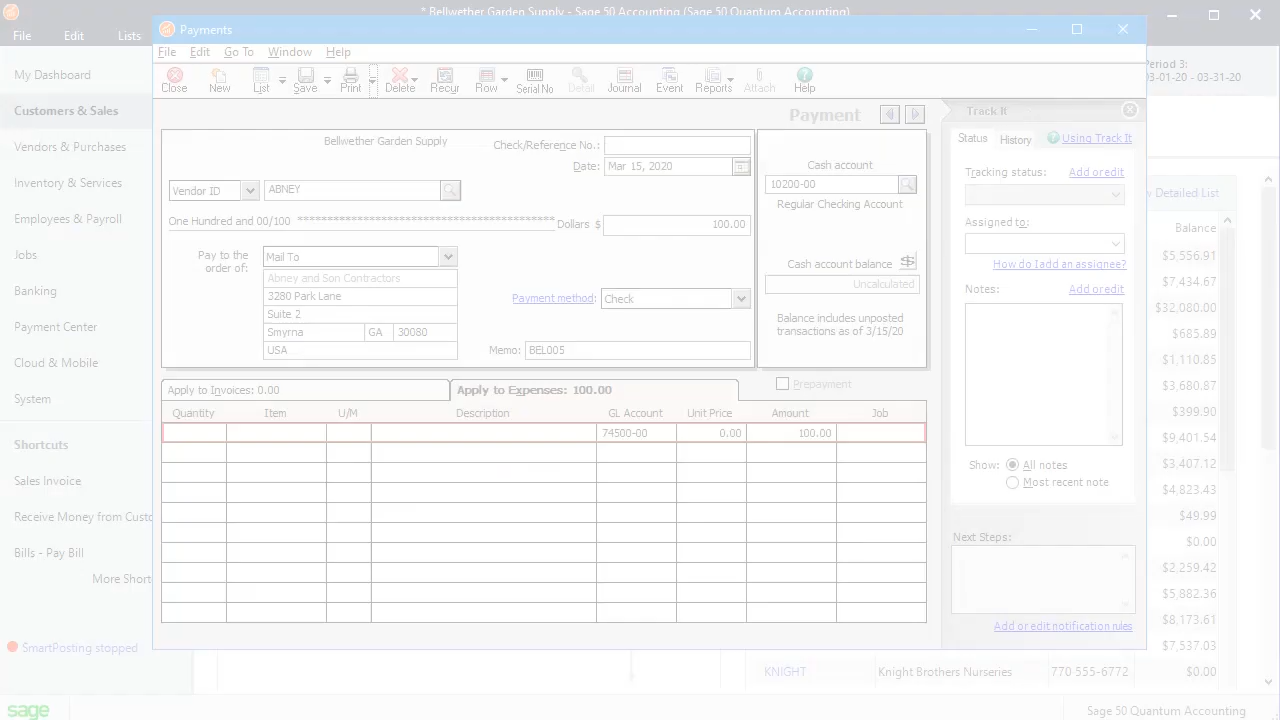 * Bellwether Garden Supply - Sage 50 Accounting (Sage 50 Quantum Accounting)
File Edit Lists
Payments
File Edit Go To Window Help
Close New List Save Print Delete Recur Row Serial No Detail Journal Event Reports Attach Help
Period 3:
03-01-20 - 03-31-20
My Dashboard
Customers & Sales
Vendors & Purchases
Inventory & Services
Employees & Payroll
Jobs
Banking
Payment Center
Cloud & Mobile
System
Shortcuts
Sales Invoice
Receive Money from Custo
Bills - Pay Bill
More Short
SmartPosting stopped
Payment
Bellwether Garden Supply
Check/Reference No.:
Date: Mar 15, 2020
Vendor ID ABNEY
One Hundred and 00/100 ****************************************** Dollars $ 100.00
Pay to the
order of:
Mail To
Abney and Son Contractors
3280 Park Lane
Suite 2
Smyrna GA 30080
USA
Payment method: Check
Memo: BEL005
Cash account
10200-00
Regular Checking Account
Cash account balance
Uncalculated
Balance includes unposted
transactions as of 3/15/20
Apply to Invoices: 0.00
Apply to Expenses: 100.00
Prepayment
Quantity Item U/M Description GL Account Unit Price Amount Job
74500-00 0.00 100.00
Track It
Status History Using Track It
Tracking status: Add or edit
Assigned to:
How do I add an assignee?
Notes: Add or edit
Show: All notes
Most recent note
Next Steps:
Add or edit notification rules
w Detailed List
Balance
$5,556.91
$7,434.67
$32,080.00
$685.89
$1,110.85
$3,680.87
$399.90
$9,401.54
$3,407.12
$4,823.43
$49.99
$0.00
$2,259.42
$5,882.36
$8,173.61
$7,537.03
KNIGHT Knight Brothers Nurseries 770-555-6772 $0.00
sage
Sage 50 Quantum Accounting